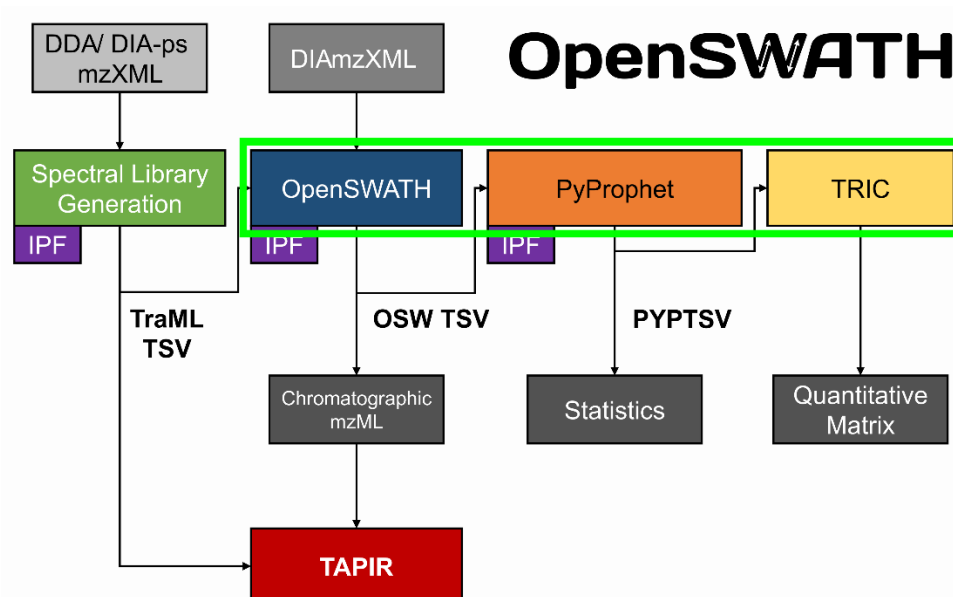 DDA/ DIA-ps
mzXML
DIAmzXML
OpenSWATH
Spectral Library
Generation
OpenSWATH
PyProphet
TRIC
IPF
IPF
IPF
TraML
TSV
OSW TSV
PYPTSV
Chromatographic
mzML
Statistics
Quantitative
Matrix
TAPIR